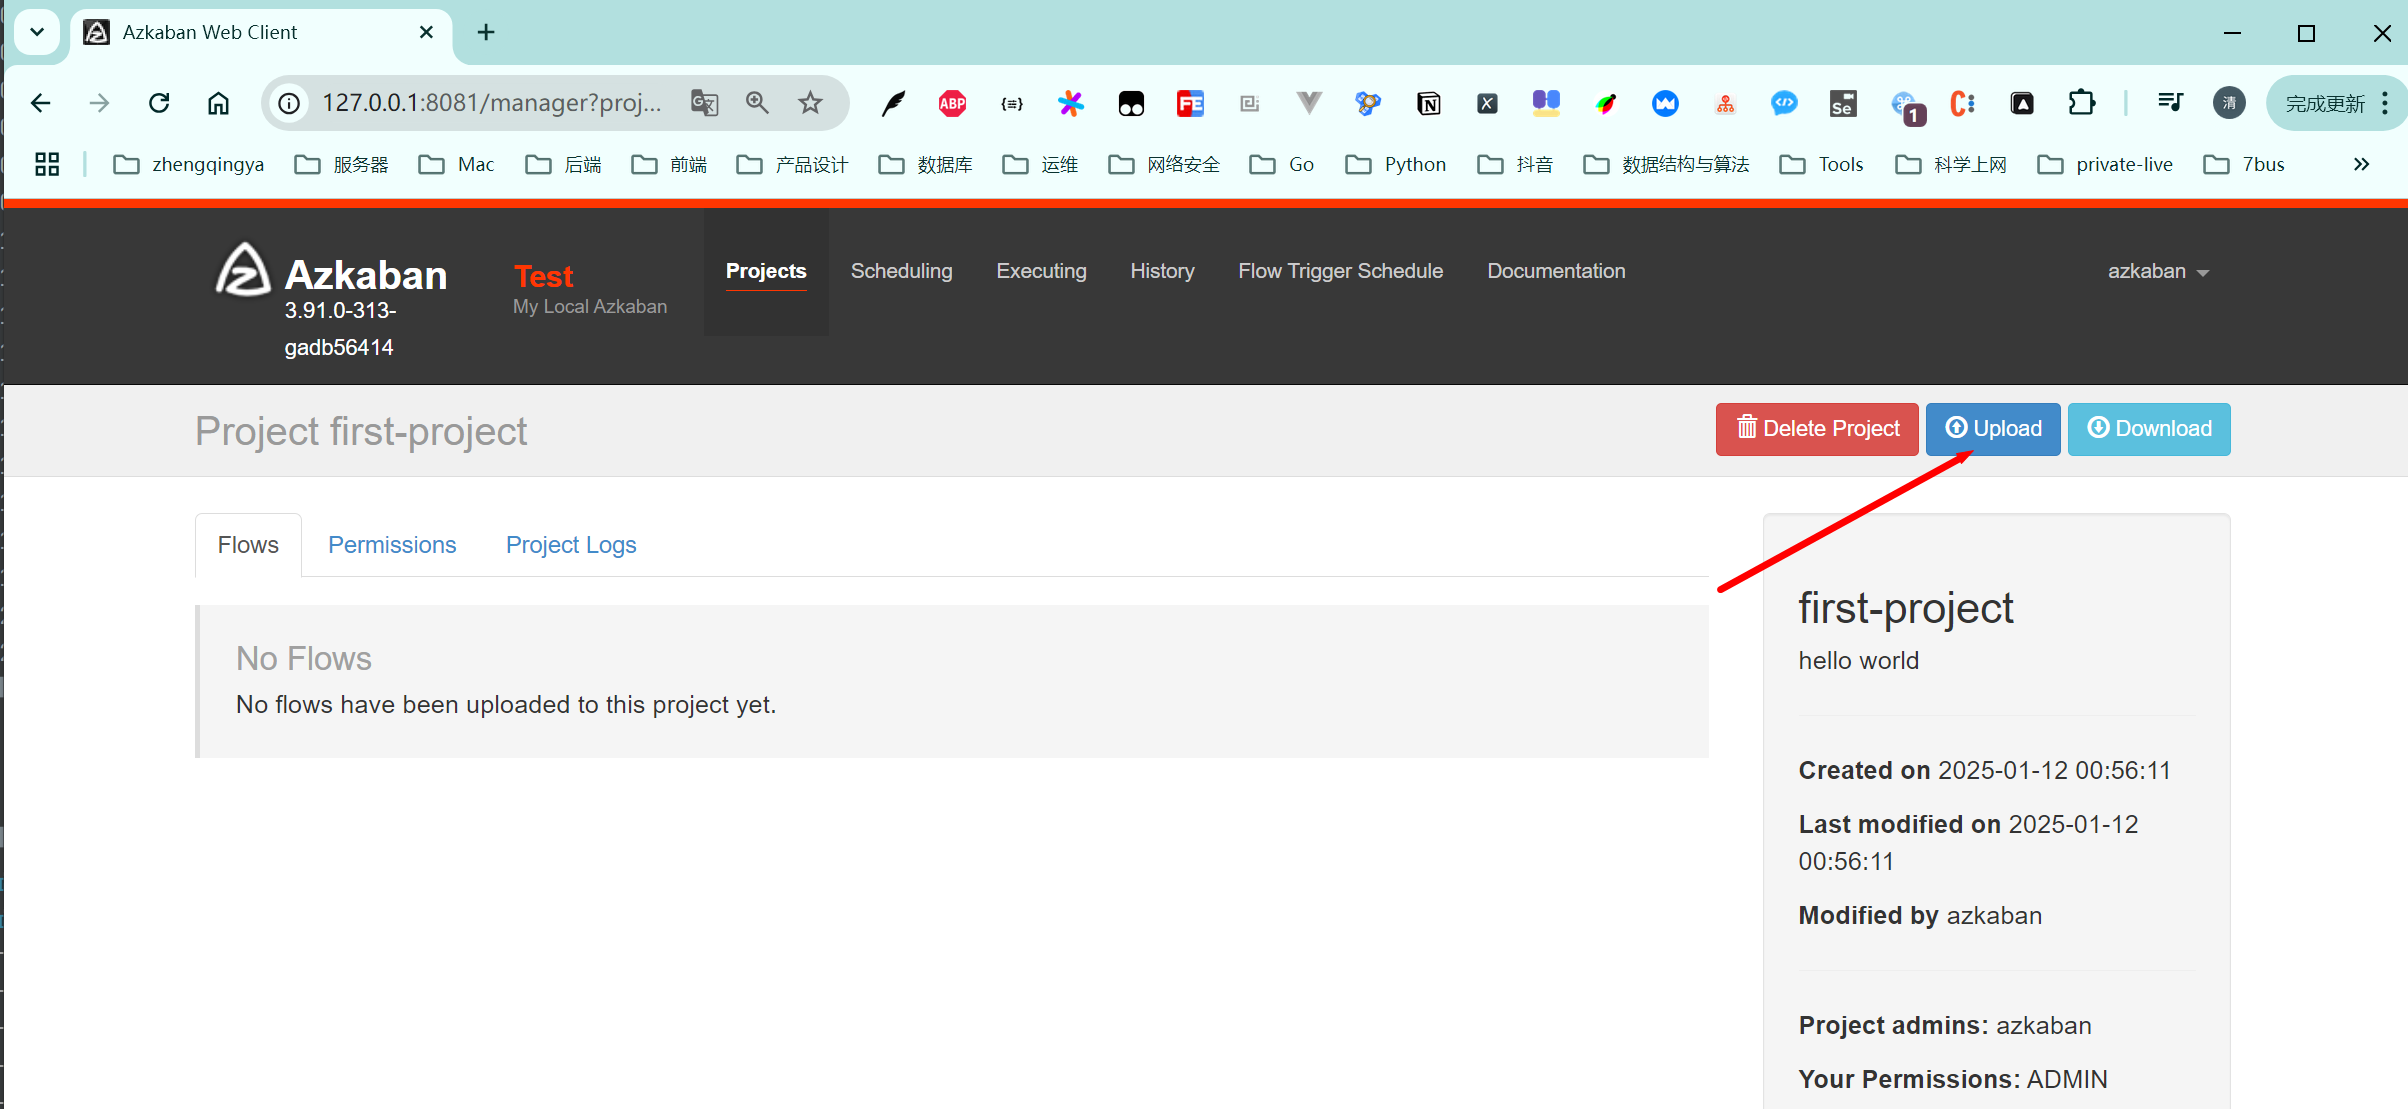 Azkaban Web Client
127.0.0.1:8081/manager?proj...
ABP
FE
Se
1
清
完成更新
zhengqingya 服务器 Mac 后端 前端 产品设计 数据库 运维 网络安全 Go Python 抖音 数据结构与算法 Tools 科学上网 private-live 7bus
Azkaban
3.91.0-313-
gadb56414
Test
My Local Azkaban
Projects Scheduling Executing History Flow Trigger Schedule Documentation
azkaban
Project first-project
Delete Project Upload Download
Flows Permissions Project Logs
No Flows
No flows have been uploaded to this project yet.
first-project
hello world
Created on 2025-01-12 00:56:11
Last modified on 2025-01-12
00:56:11
Modified by azkaban
Project admins: azkaban
Your Permissions: ADMIN